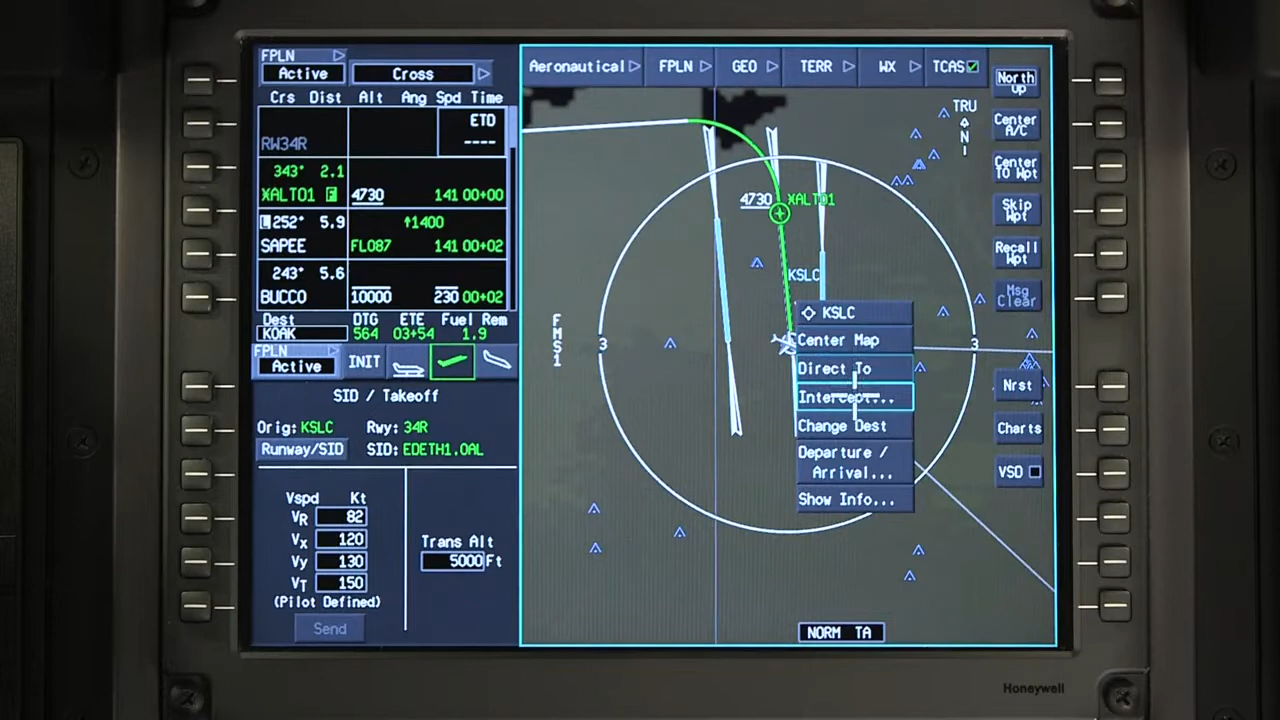 FPLN
Active
Cross
Crs Dist Alt Ang Spd Time
RW34R
ETD
----
343° 2.1
XALTO1 F 4730 141 00+00
L 252° 5.9 ↑1400
SAPEE FL087 141 00+02
243° 5.6
BUCCO 10000 230 00+02
Dest DTG ETE Fuel Rem
KOAK 564 03+54 1.9
FPLN
Active
INIT
SID / Takeoff
Orig: KSLC Rwy: 34R
Runway/SID SID: EDETH1.OAL
Vspd Kt
VR 82
Vx 120
Vy 130
VT 150
(Pilot Defined)
Send
Trans Alt
5000 Ft
Aeronautical FPLN GEO TERR WX TCAS
TRU
N
4730 XALTO1
KSLC
FMS1
3
3
KSLC
Center Map
Direct To
Intercept...
Change Dest
Departure /
Arrival...
Show Info...
NORM TA
North
up
Center
A/C
Center
TO Wpt
Skip
Wpt
Recall
Wpt
Msg
Clear
Nrst
Charts
VSD
Honeywell